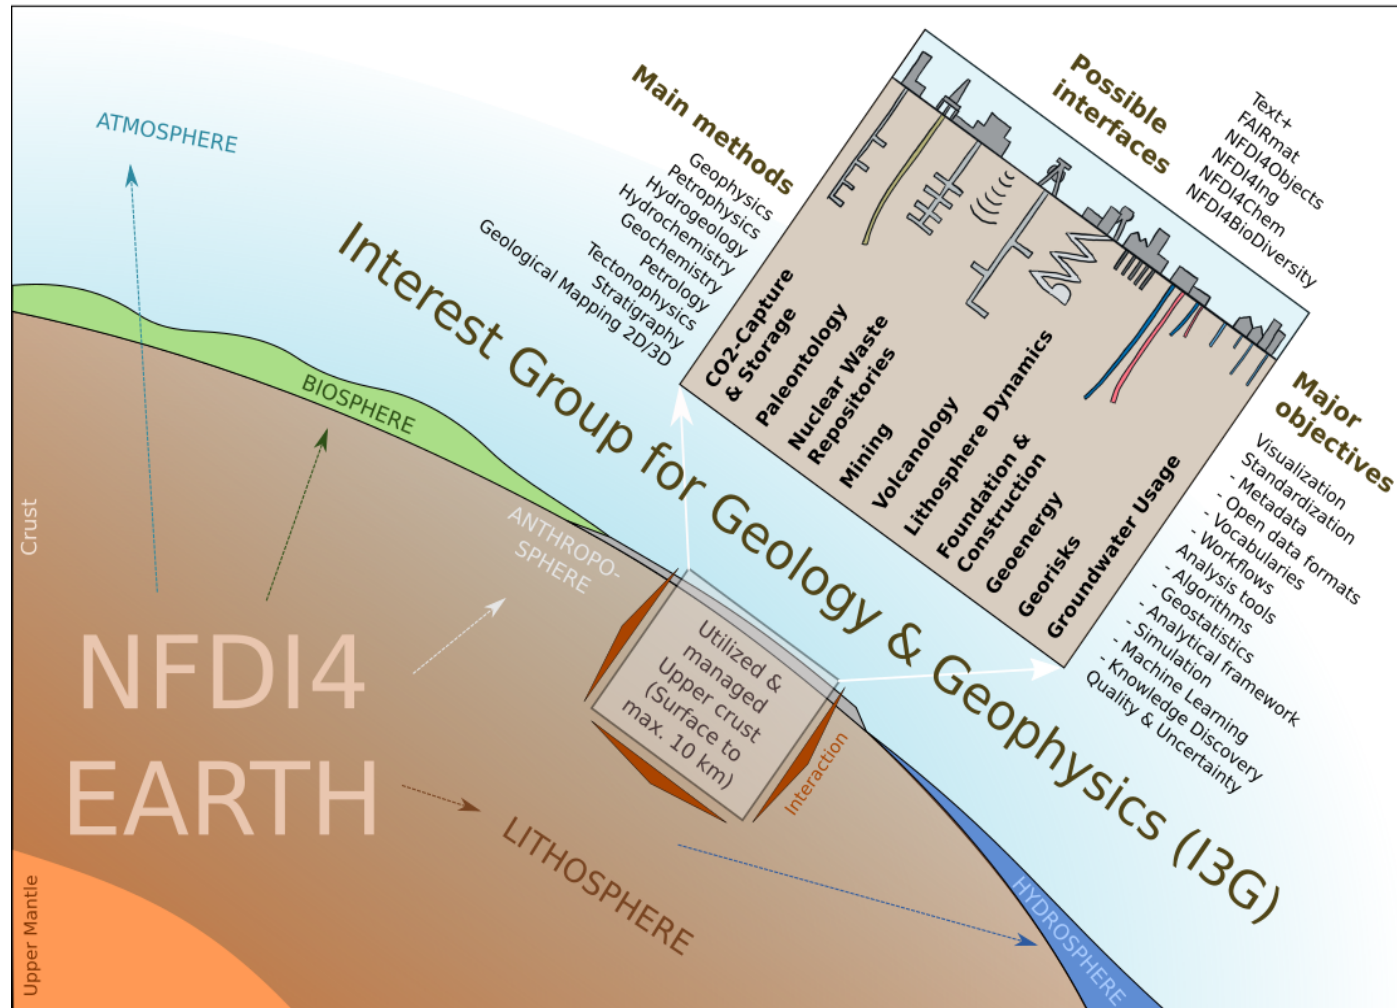 ATMOSPHERE
BIOSPHERE
ANTHROPO-
SPHERE
Crust
NFDI4
EARTH
LITHOSPHERE
HYDROSPHERE
Upper Mantle
Utilized &
managed
Upper crust
(Surface to
max. 10 km)
Interaction
Interest Group for Geology & Geophysics (I3G)
Main methods
Geophysics
Petrophysics
Hydrogeology
Hydrochemistry
Geochemistry
Petrology
Tectonophysics
Stratigraphy
Geological Mapping 2D/3D
CO2-Capture
& Storage
Paleontology
Nuclear Waste
Repositories
Mining
Volcanology
Lithosphere Dynamics
Foundation &
Construction
Geoenergy
Georisks
Groundwater Usage
Possible
interfaces
Text+
FAIRmat
NFDI4Objects
NFDI4Ing
NFDI4Chem
NFDI4BioDiversity
Major
objectives
Visualization
Standardization
- Metadata
- Open data formats
- Vocabularies
- Workflows
Analysis tools
- Algorithms
- Geostatistics
- Analytical framework
- Simulation
- Machine Learning
- Knowledge Discovery
Quality & Uncertainty